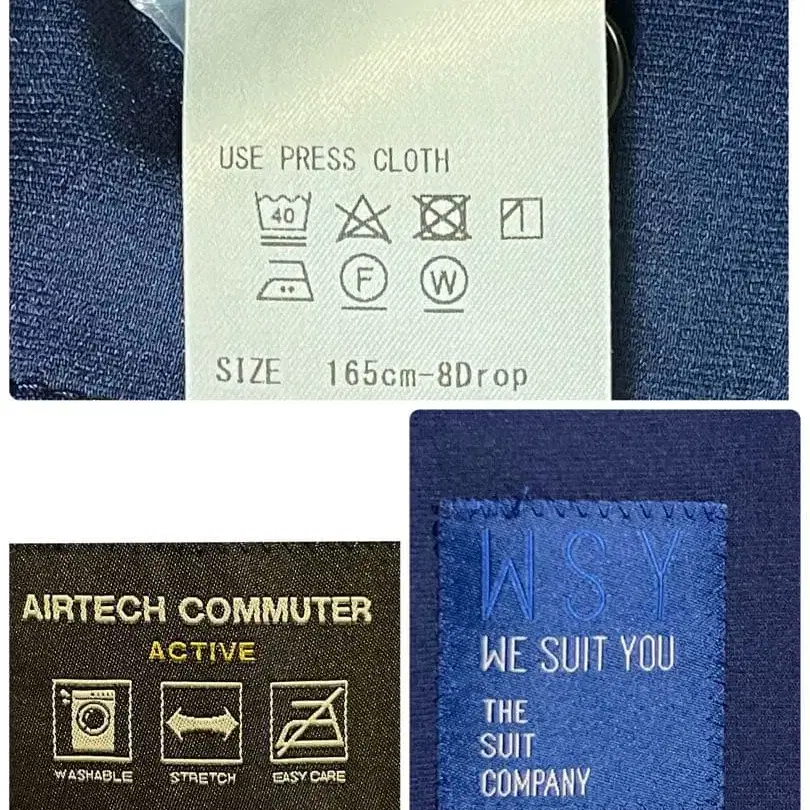 USE PRESS CLOTH
40
F W
SIZE 165cm-8Drop
AIRTECH COMMUTER
ACTIVE
WASHABLE STRETCH EASY CARE
WSY
WE SUIT YOU
THE
SUIT
COMPANY